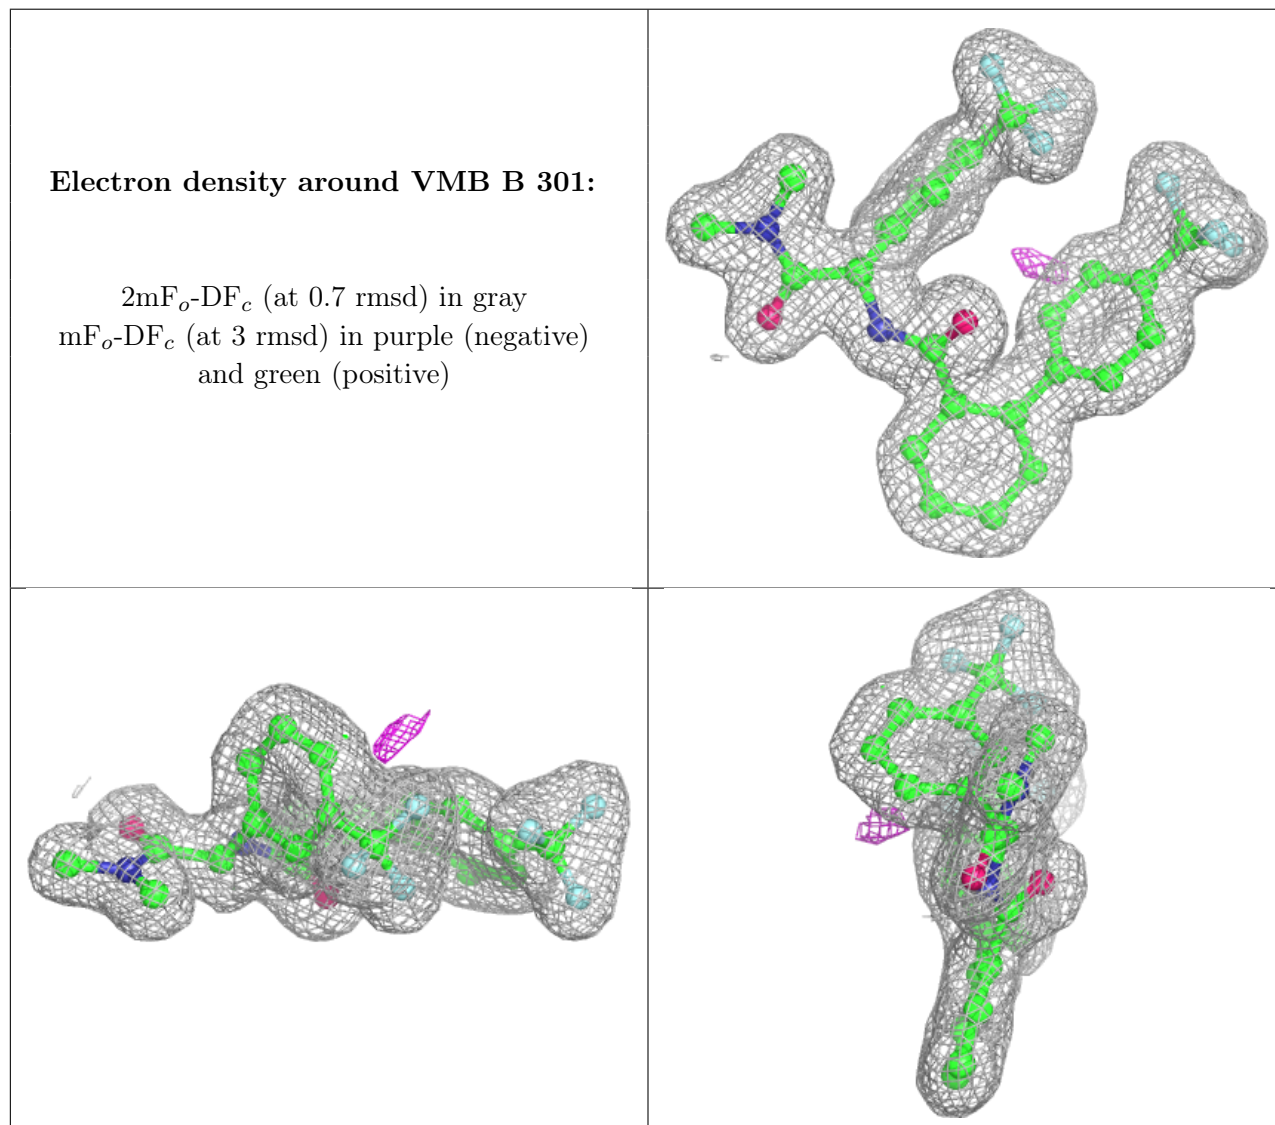 Electron density around VMB B 301:
2mFo-DFc (at 0.7 rmsd) in gray
mFo-DFc (at 3 rmsd) in purple (negative)
and green (positive)